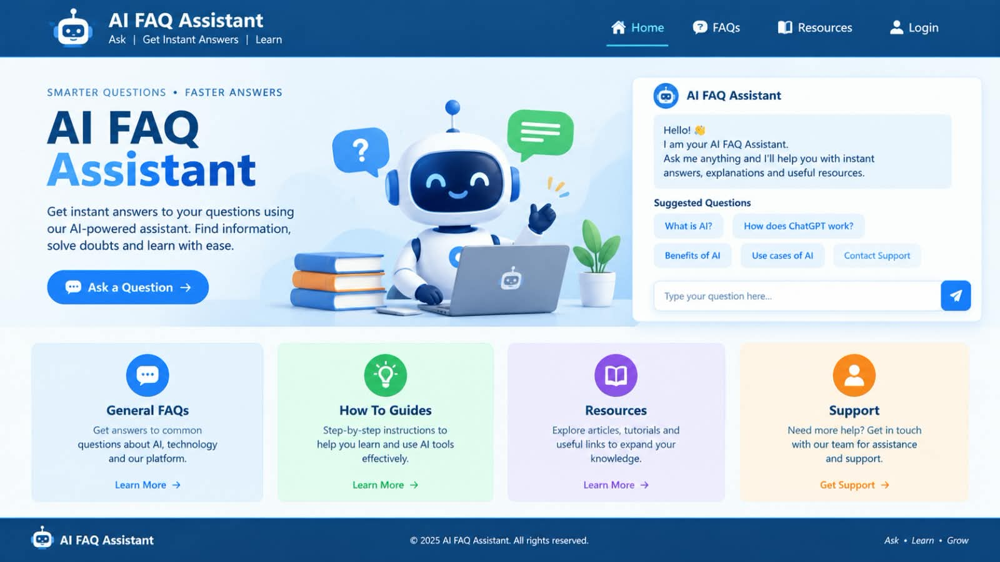 AI FAQ Assistant
Ask | Get Instant Answers | Learn
Home
FAQs
Resources
Login
SMARTER QUESTIONS • FASTER ANSWERS
AI FAQ
Assistant
Get instant answers to your questions using
our AI-powered assistant. Find information,
solve doubts and learn with ease.
Ask a Question →
?
AI FAQ Assistant
Hello! 👋
I am your AI FAQ Assistant.
Ask me anything and I'll help you with instant
answers, explanations and useful resources.
Suggested Questions
What is AI?
How does ChatGPT work?
Benefits of AI
Use cases of AI
Contact Support
Type your question here...
General FAQs
Get answers to common
questions about AI, technology
and our platform.
Learn More →
How To Guides
Step-by-step instructions to
help you learn and use AI tools
effectively.
Learn More →
Resources
Explore articles, tutorials and
useful links to expand your
knowledge.
Learn More →
Support
Need more help? Get in touch
with our team for assistance
and support.
Get Support →
AI FAQ Assistant
© 2025 AI FAQ Assistant. All rights reserved.
Ask • Learn • Grow